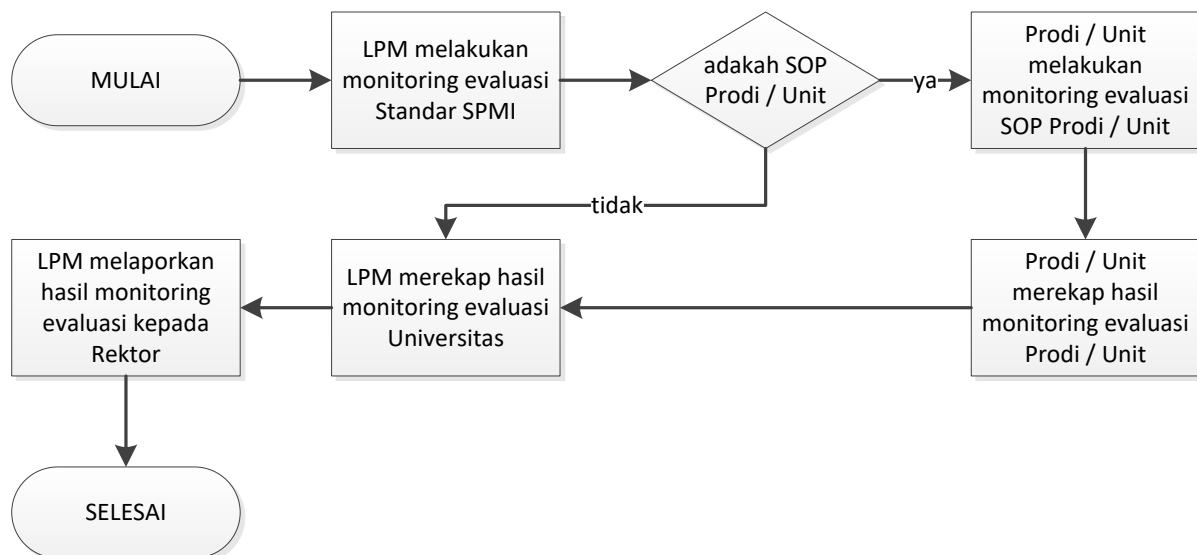 MULAI
LPM melakukan
monitoring evaluasi
Standar SPMI
adakah SOP
Prodi / Unit
ya
Prodi / Unit
melakukan
monitoring evaluasi
SOP Prodi / Unit
tidak
Prodi / Unit
merekap hasil
monitoring evaluasi
Prodi / Unit
LPM merekap hasil
monitoring evaluasi
Universitas
LPM melaporkan
hasil monitoring
evaluasi kepada
Rektor
SELESAI